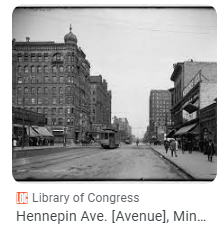 Library of Congress
Hennepin Ave. [Avenue], Min...